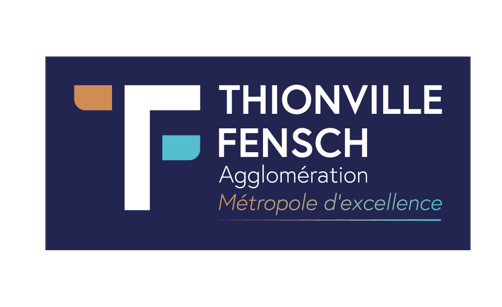 THIONVILLE
FENSCH
Agglomération
Métropole d'excellence